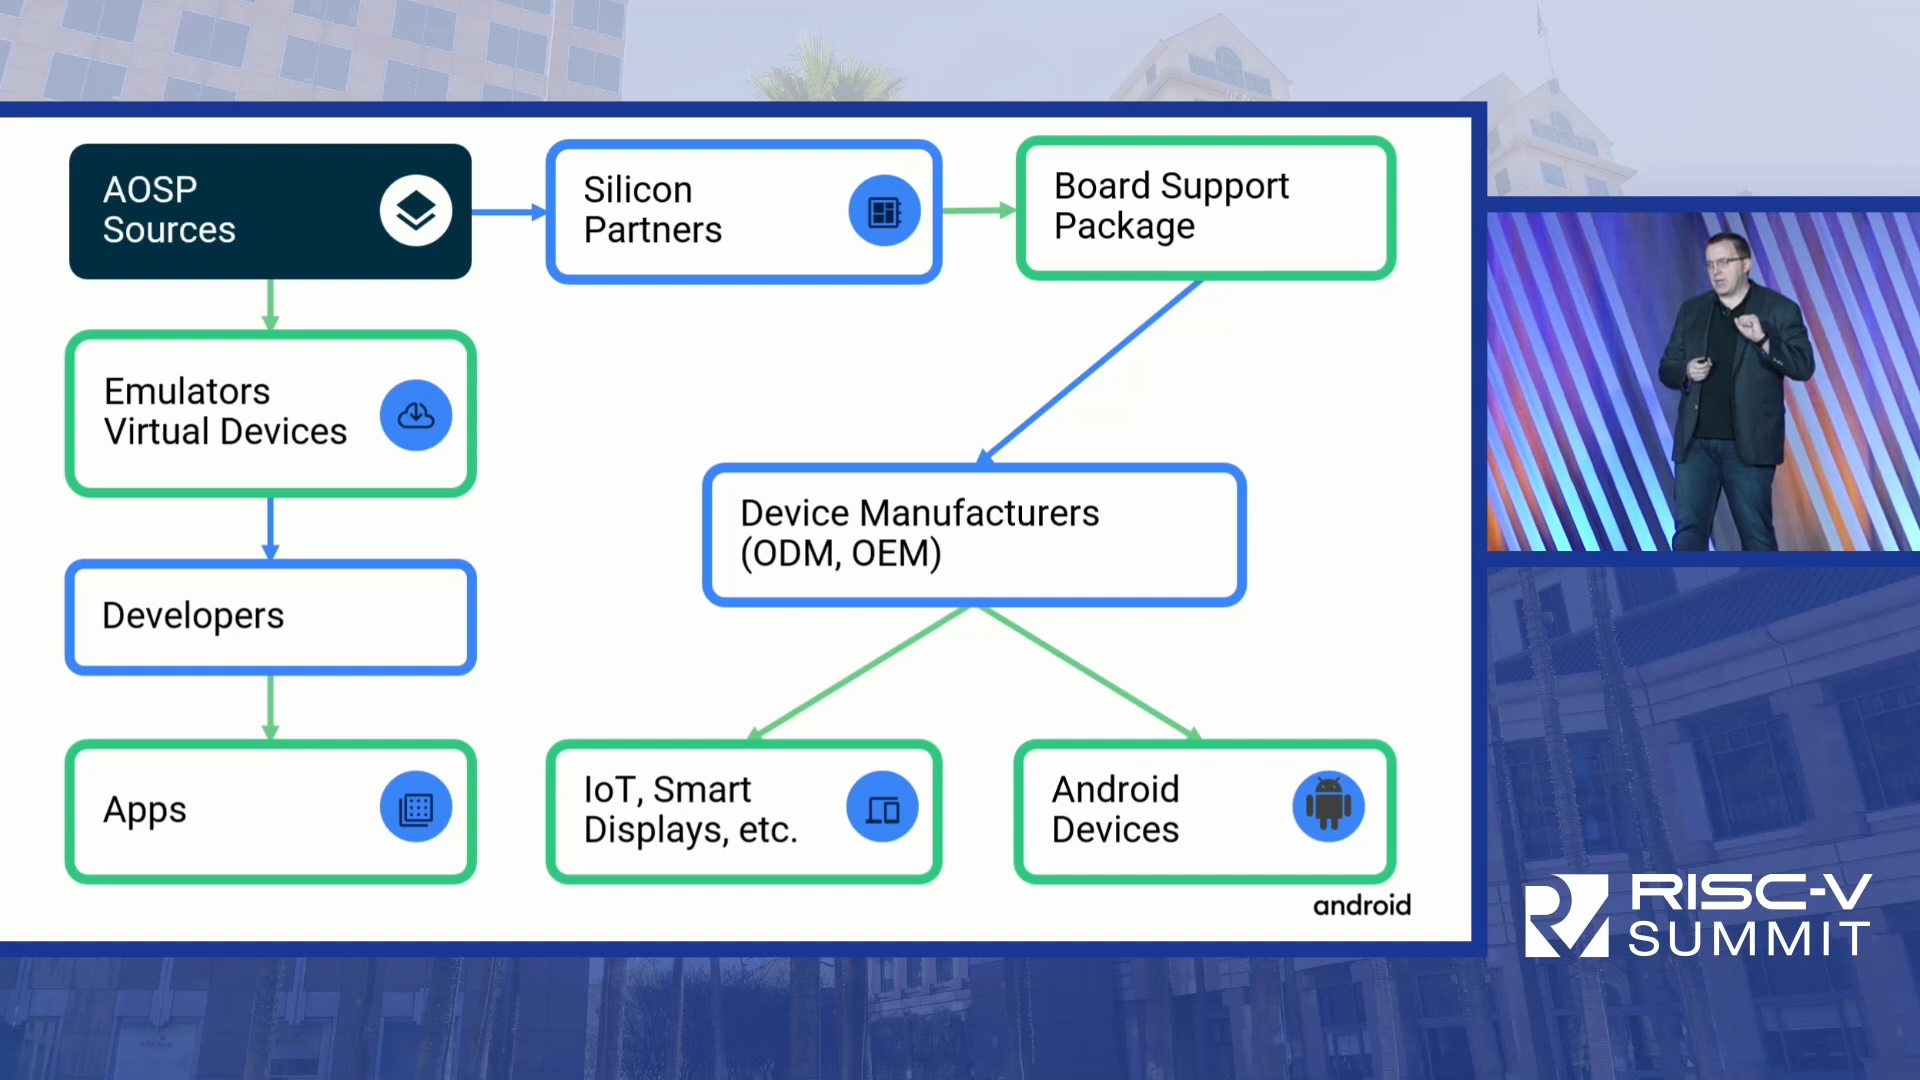 AOSP
Sources
Silicon
Partners
Board Support
Package
Emulators
Virtual Devices
Device Manufacturers
(ODM, OEM)
Developers
Apps
IoT, Smart
Displays, etc.
Android
Devices
android
RISC-V
SUMMIT